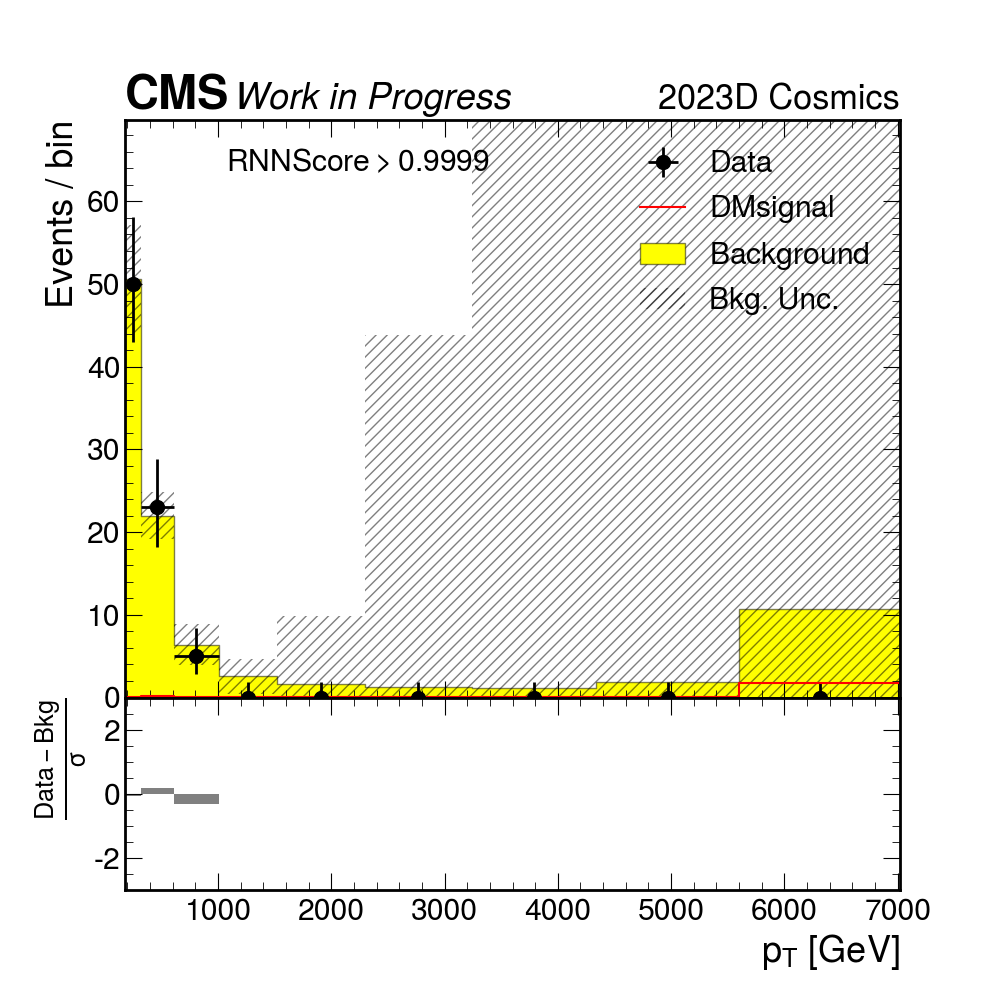 CMS Work in Progress 2023D Cosmics
Events / bin
RNNScore > 0.9999
Data
DMsignal
Background
Bkg. Unc.
60
50
40
30
20
10
0
Data – Bkg
σ
2
0
-2
1000 2000 3000 4000 5000 6000 7000
pT [GeV]